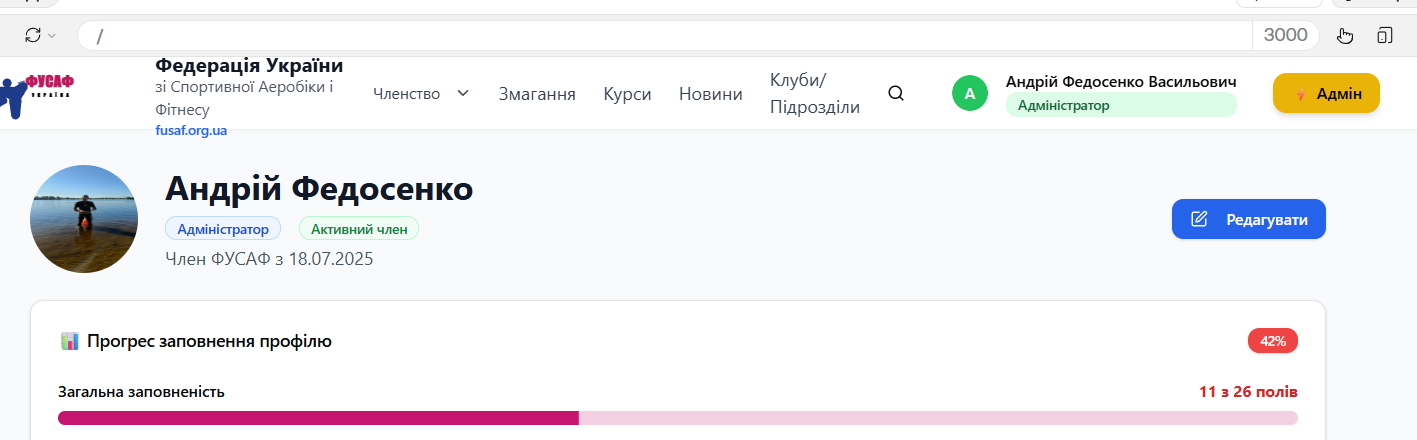 /
3000
ФУСАФ
УКРАЇНА
Федерація України
зі Спортивної Аеробіки і
Фітнесу
fusaf.org.ua
Членство
Змагання
Курси
Новини
Клуби/
Підрозділи
А
Андрій Федосенко Васильович
Адміністратор
Адмін
Андрій Федосенко
Адміністратор
Активний член
Член ФУСАФ з 18.07.2025
Редагувати
Прогрес заповнення профілю
42%
Загальна заповненість
11 з 26 полів